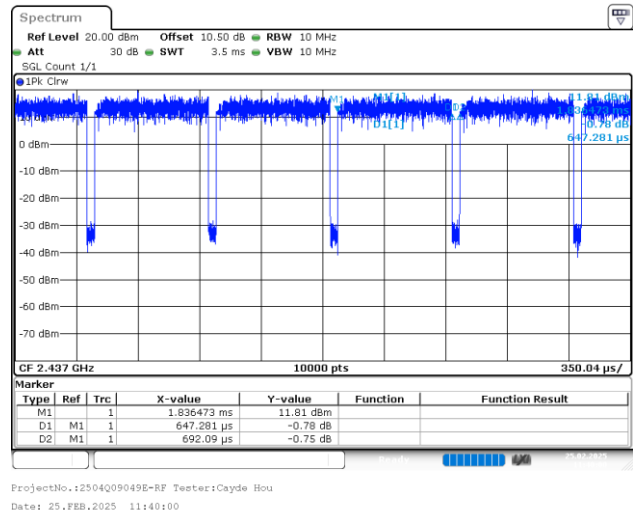 Spectrum
Ref Level 20.00 dBm Offset 10.50 dB RBW 10 MHz
Att 30 dB SWT 3.5 ms VBW 10 MHz
SGL Count 1/1
1Pk Clrw
M1 M1[1] 11.81 dBm
1.836473 ms
D1[1] -0.78 dB
647.281 µs
0 dBm
-10 dBm
-20 dBm
-30 dBm
-40 dBm
-50 dBm
-60 dBm
-70 dBm
CF 2.437 GHz 10000 pts 350.04 µs/
Marker
Type Ref Trc X-value Y-value Function Function Result
M1 1 1.836473 ms 11.81 dBm
D1 M1 1 647.281 µs -0.78 dB
D2 M1 1 692.09 µs -0.75 dB
ProjectNo.:2504Q09049E-RF Tester:Cayde Hou
Date: 25.FEB.2025 11:40:00